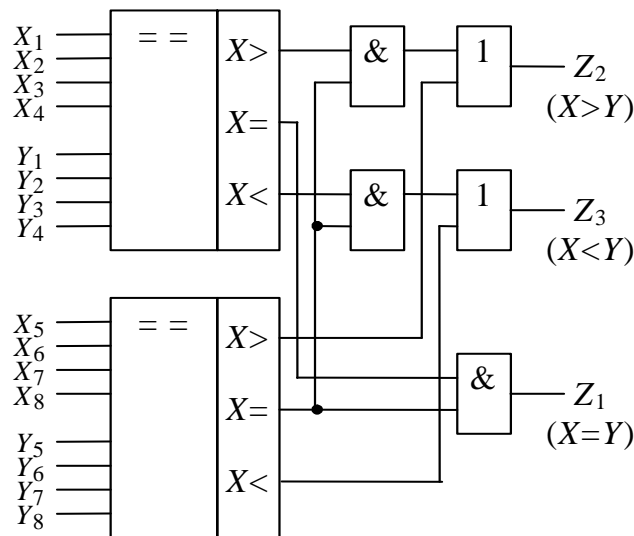 X1
X2
X3
X4
Y1
Y2
Y3
Y4
= =
X>
X=
X<
&
1
Z2
(X>Y)
&
1
Z3
(X<Y)
X5
X6
X7
X8
Y5
Y6
Y7
Y8
= =
X>
X=
X<
&
Z1
(X=Y)